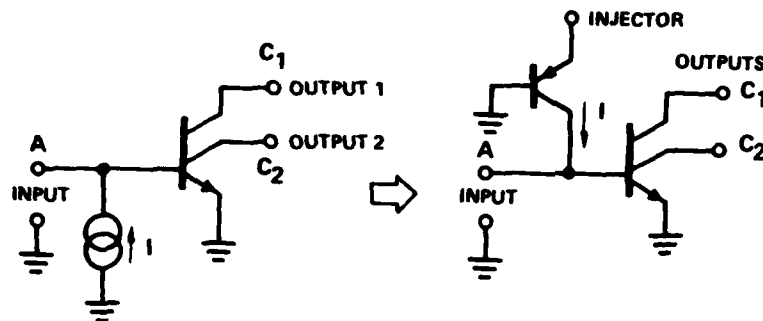 C1
OUTPUT 1
A
OUTPUT 2
C2
INPUT
I
INJECTOR
OUTPUTS
C1
I
A
C2
INPUT